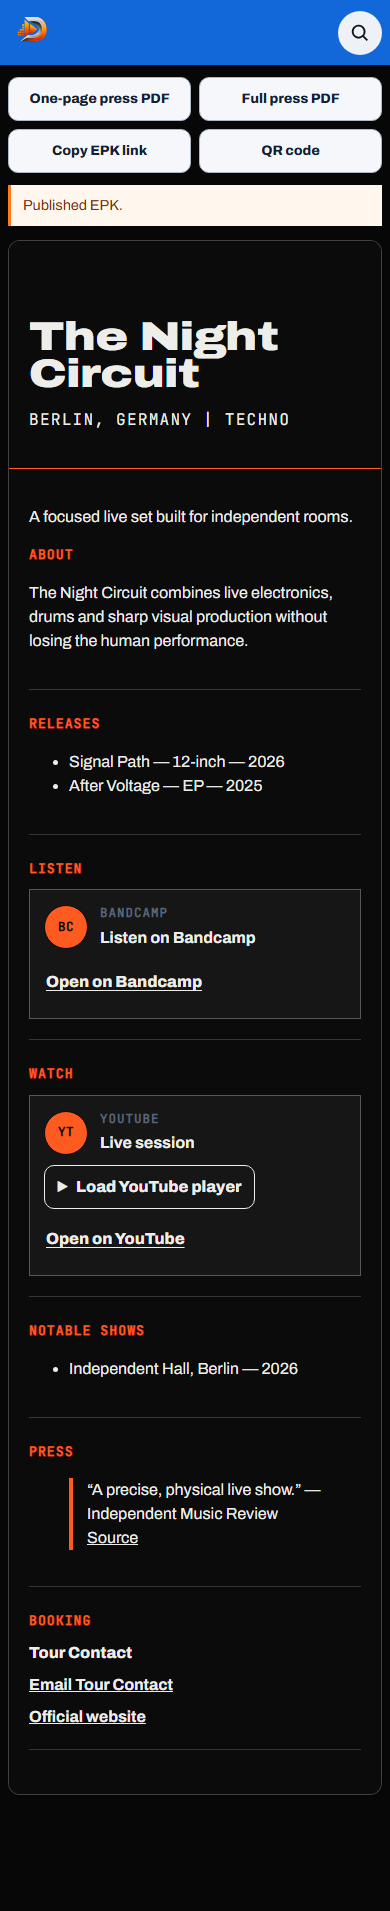 One-page press PDF
Full press PDF
Copy EPK link
QR code
Published EPK.
The Night
Circuit
BERLIN, GERMANY | TECHNO
A focused live set built for independent rooms.
ABOUT
The Night Circuit combines live electronics,
drums and sharp visual production without
losing the human performance.
RELEASES
• Signal Path — 12-inch — 2026
• After Voltage — EP — 2025
LISTEN
BC
BANDCAMP
Listen on Bandcamp
Open on Bandcamp
WATCH
YT
YOUTUBE
Live session
▶ Load YouTube player
Open on YouTube
NOTABLE SHOWS
• Independent Hall, Berlin — 2026
PRESS
“A precise, physical live show.” —
Independent Music Review
Source
BOOKING
Tour Contact
Email Tour Contact
Official website